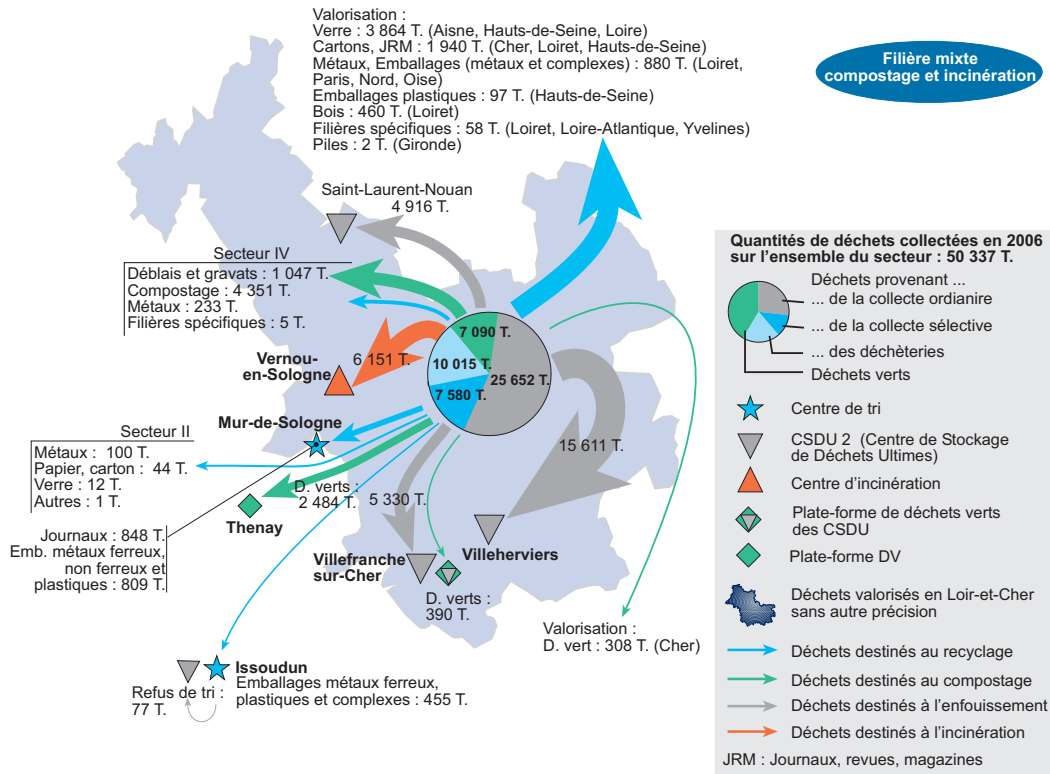 Valorisation :
Verre : 3 864 T. (Aisne, Hauts-de-Seine, Loire)
Cartons, JRM : 1 940 T. (Cher, Loiret, Hauts-de-Seine)
Métaux, Emballages (métaux et complexes) : 880 T. (Loiret,
Paris, Nord, Oise)
Emballages plastiques : 97 T. (Hauts-de-Seine)
Bois : 460 T. (Loiret)
Filières spécifiques : 58 T. (Loiret, Loire-Atlantique, Yvelines)
Piles : 2 T. (Gironde)
Filière mixte
compostage et incinération
Saint-Laurent-Nouan
4 916 T.
Secteur IV
Déblais et gravats : 1 047 T.
Compostage : 4 351 T.
Métaux : 233 T.
Filières spécifiques : 5 T.
Vernou-
en-Sologne
6 151 T.
7 090 T.
10 015 T.
25 652 T.
7 580 T.
Mur-de-Sologne
15 611 T.
Secteur II
Métaux : 100 T.
Papier, carton : 44 T.
Verre : 12 T.
Autres : 1 T.
D. verts :
2 484 T.
5 330 T.
Thenay
Journaux : 848 T.
Emb. métaux ferreux,
non ferreux et
plastiques : 809 T.
Villefranche
sur-Cher
Villeherviers
D. verts :
390 T.
Valorisation :
D. vert : 308 T. (Cher)
Issoudun
Emballages métaux ferreux,
plastiques et complexes : 455 T.
Refus de tri :
77 T.
Quantités de déchets collectées en 2006
sur l'ensemble du secteur : 50 337 T.
Déchets provenant ...
... de la collecte ordianire
... de la collecte sélective
... des déchèteries
Déchets verts
Centre de tri
CSDU 2 (Centre de Stockage
de Déchets Ultimes)
Centre d'incinération
Plate-forme de déchets verts
des CSDU
Plate-forme DV
Déchets valorisés en Loir-et-Cher
sans autre précision
Déchets destinés au recyclage
Déchets destinés au compostage
Déchets destinés à l'enfouissement
Déchets destinés à l'incinération
JRM : Journaux, revues, magazines